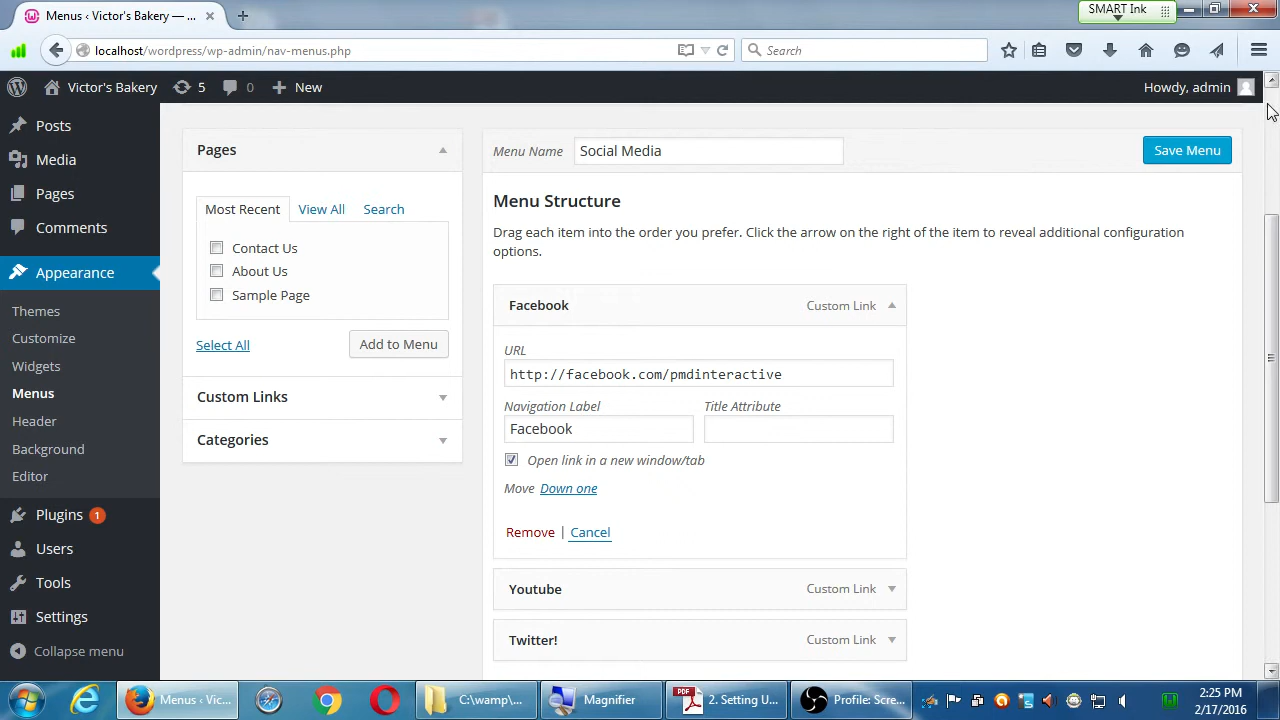 Menus ‹ Victor's Bakery — ...
SMART Ink
localhost/wordpress/wp-admin/nav-menus.php
Search
Victor's Bakery
5
0
New
Howdy, admin
Posts
Media
Pages
Comments
Appearance
Themes
Customize
Widgets
Menus
Header
Background
Editor
Plugins 1
Users
Tools
Settings
Collapse menu
Pages
Most Recent
View All
Search
Contact Us
About Us
Sample Page
Select All
Add to Menu
Custom Links
Categories
Menu Name
Social Media
Save Menu
Menu Structure
Drag each item into the order you prefer. Click the arrow on the right of the item to reveal additional configuration
options.
Facebook
Custom Link
URL
http://facebook.com/pmdinteractive
Navigation Label
Title Attribute
Facebook
Open link in a new window/tab
Move Down one
Remove | Cancel
Youtube
Custom Link
Twitter!
Custom Link
Menus ‹ Vic...
C:\wamp\...
Magnifier
PDF
2. Setting U...
Profile: Scre...
2:25 PM
2/17/2016